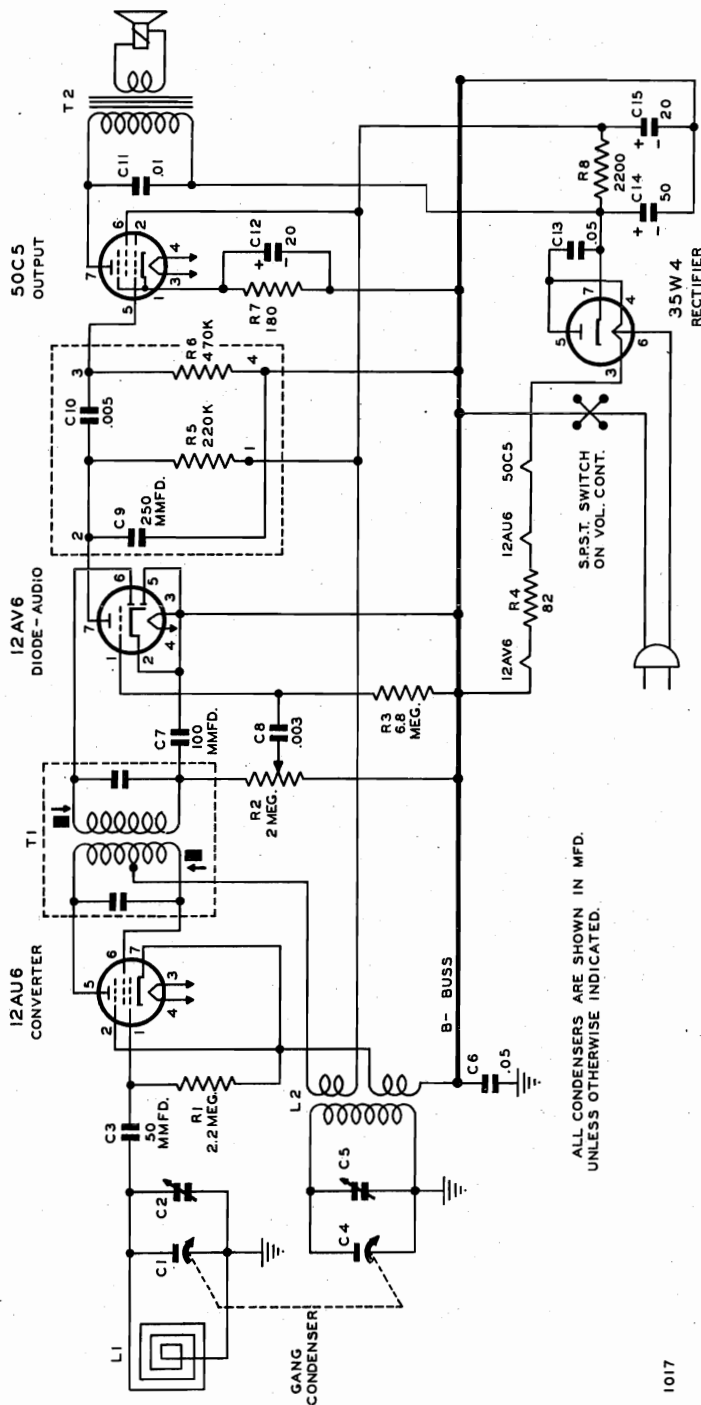 12AU6
CONVERTER
12AV6
DIODE-AUDIO
50C5
OUTPUT
T1
T2
L1
C1
C2
C3
50
MMFD.
R1
2.2MEG.
GANG
CONDENSER
C4
C5
L2
C6
.05
B- BUSS
5
6
7
2
1
4
3
C7
100
MMFD.
R2
2 MEG.
C8
.003
R3
6.8
MEG.
7
6
5
1
2
4
3
2
C9
250
MMFD.
R5
220K
1
C10
.005
3
R6
470K
4
7
6
2
5
1
3
4
R7
180
C12
+
-
20
C11
.01
12AV6
R4
82
12AU6
50C5
S.P.S.T. SWITCH
ON VOL. CONT.
35W4
RECTIFIER
5
7
3
4
6
C13
.05
R8
2200
C14
+
-
50
C15
+
-
20
ALL CONDENSERS ARE SHOWN IN MFD.
UNLESS OTHERWISE INDICATED.
1017